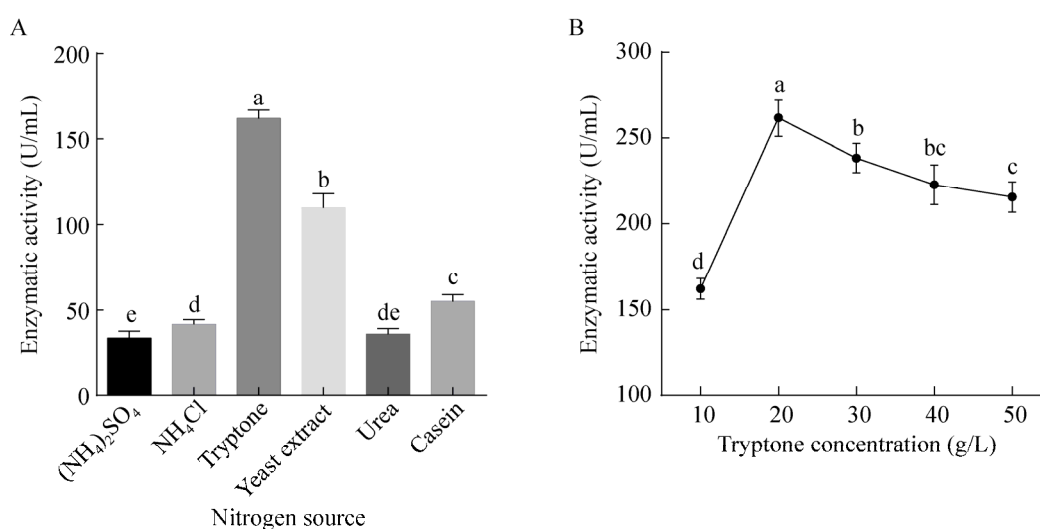 A
Enzymatic activity (U/mL)
200
150
100
50
0
e
d
a
b
de
c
(NH₄)₂SO₄
NH₄Cl
Tryptone
Yeast extract
Urea
Casein
Nitrogen source
B
Enzymatic activity (U/mL)
300
250
200
150
100
d
a
b
bc
c
10 20 30 40 50
Tryptone concentration (g/L)